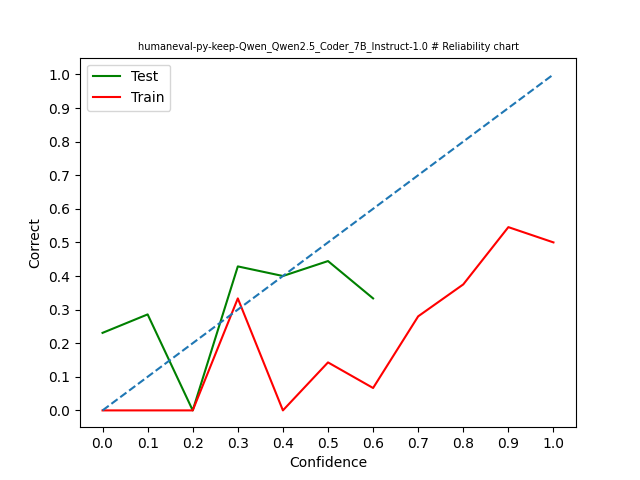 humaneval-py-keep-Qwen_Qwen2.5_Coder_7B_Instruct-1.0 # Reliability chart
Test
Train
1.0
0.9
0.8
0.7
0.6
0.5
0.4
0.3
0.2
0.1
0.0
Correct
0.0 0.1 0.2 0.3 0.4 0.5 0.6 0.7 0.8 0.9 1.0
Confidence